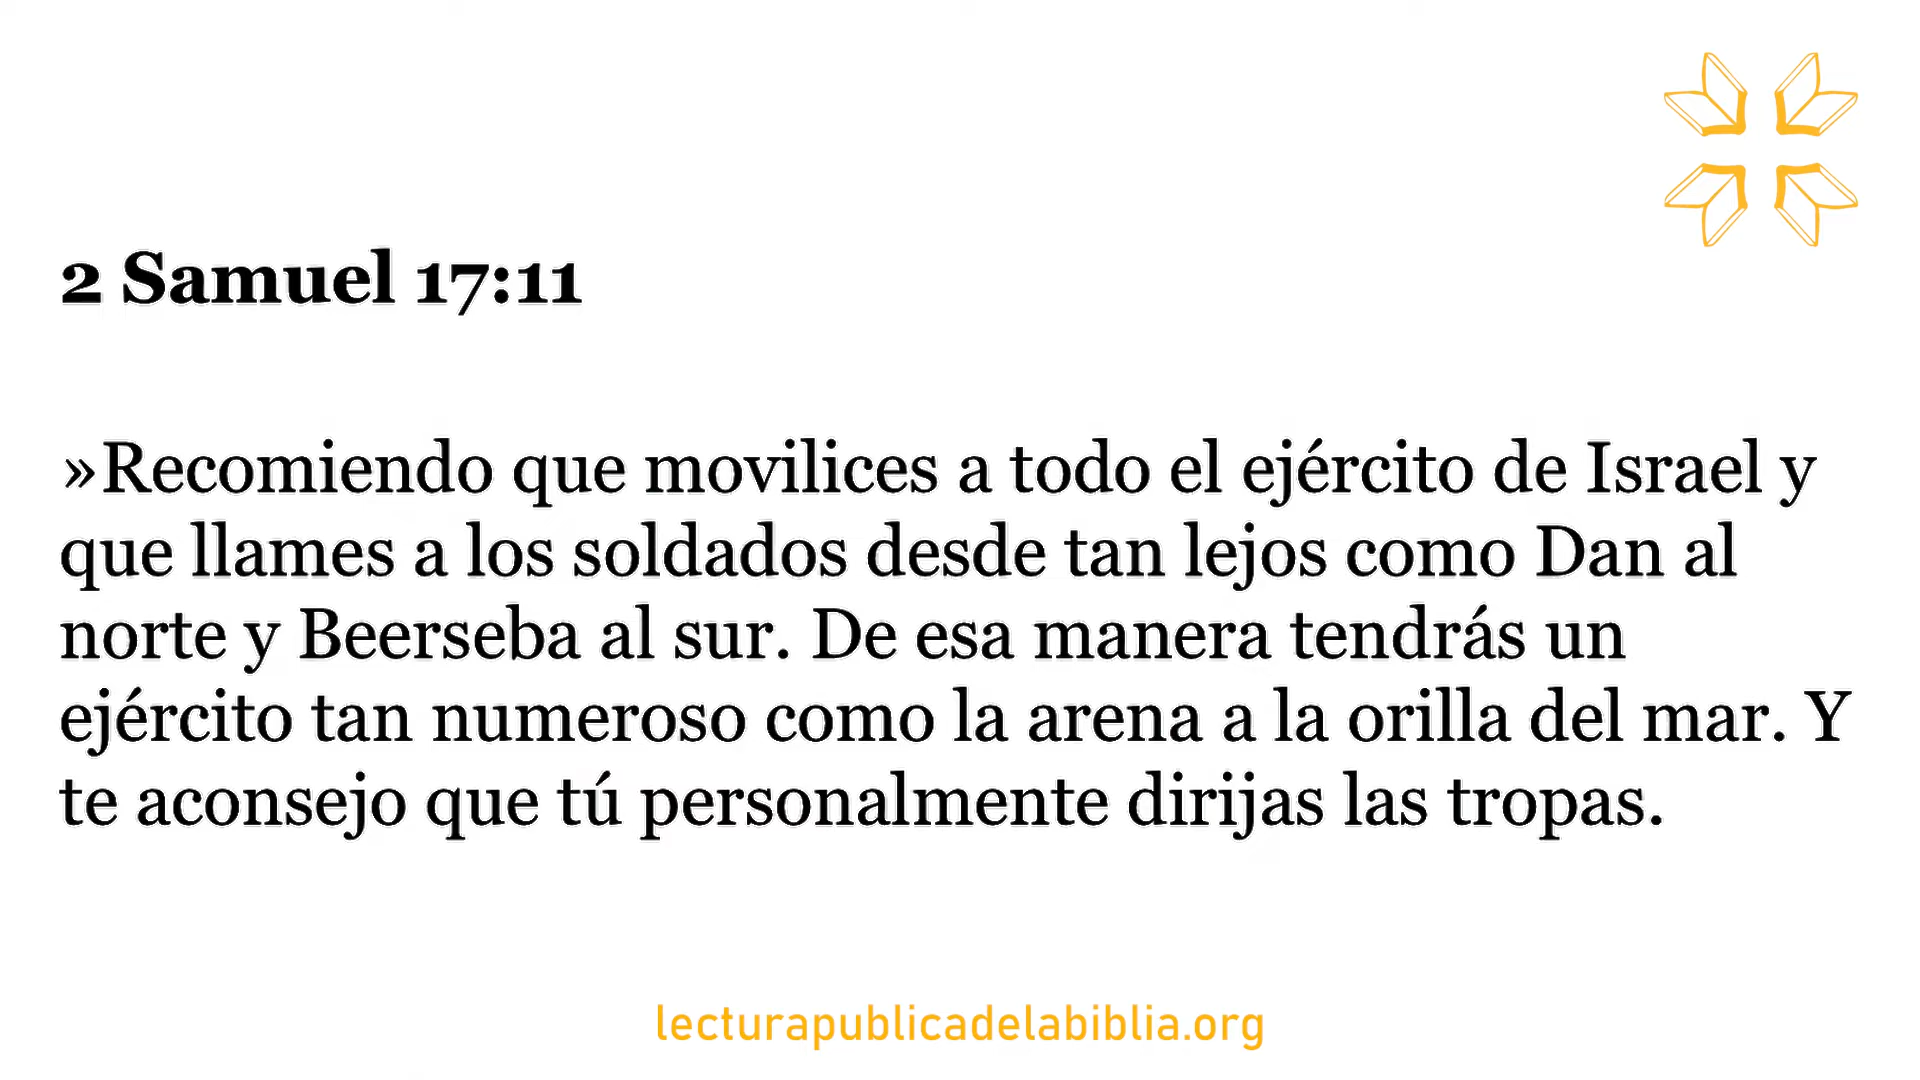 2 Samuel 17:11
»Recomiendo que movilices a todo el ejército de Israel y
que llames a los soldados desde tan lejos como Dan al
norte y Beerseba al sur. De esa manera tendrás un
ejército tan numeroso como la arena a la orilla del mar. Y
te aconsejo que tú personalmente dirijas las tropas.
lecturapublicadelabiblia.org